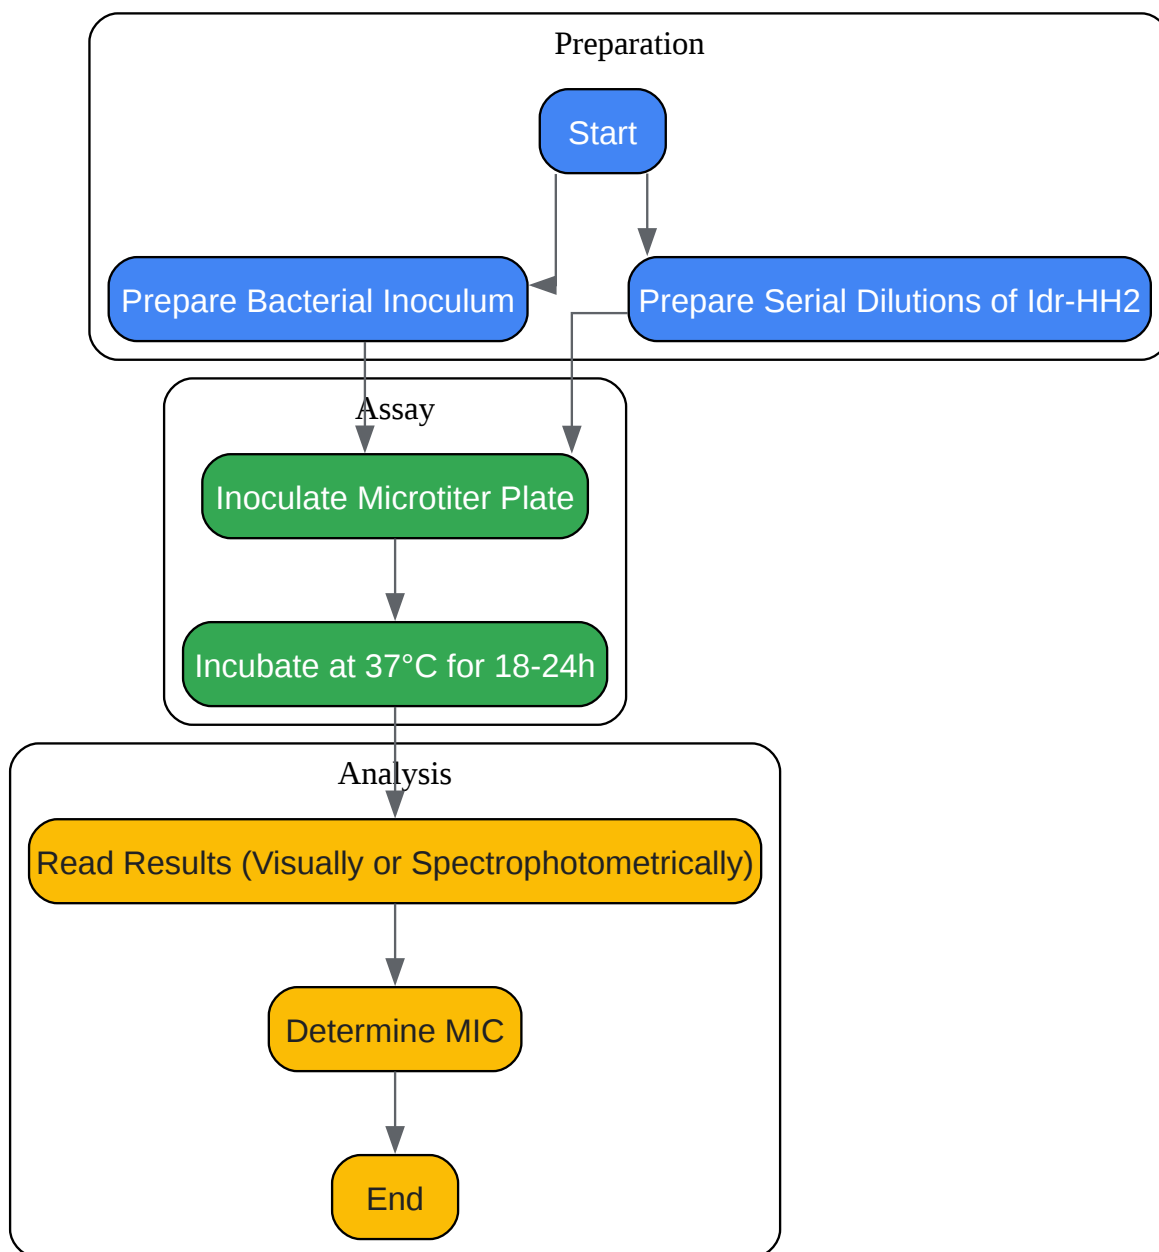 Preparation
Start
Prepare Bacterial Inoculum
Prepare Serial Dilutions of Idr-HH2
Assay
Inoculate Microtiter Plate
Incubate at 37°C for 18-24h
Analysis
Read Results (Visually or Spectrophotometrically)
Determine MIC
End